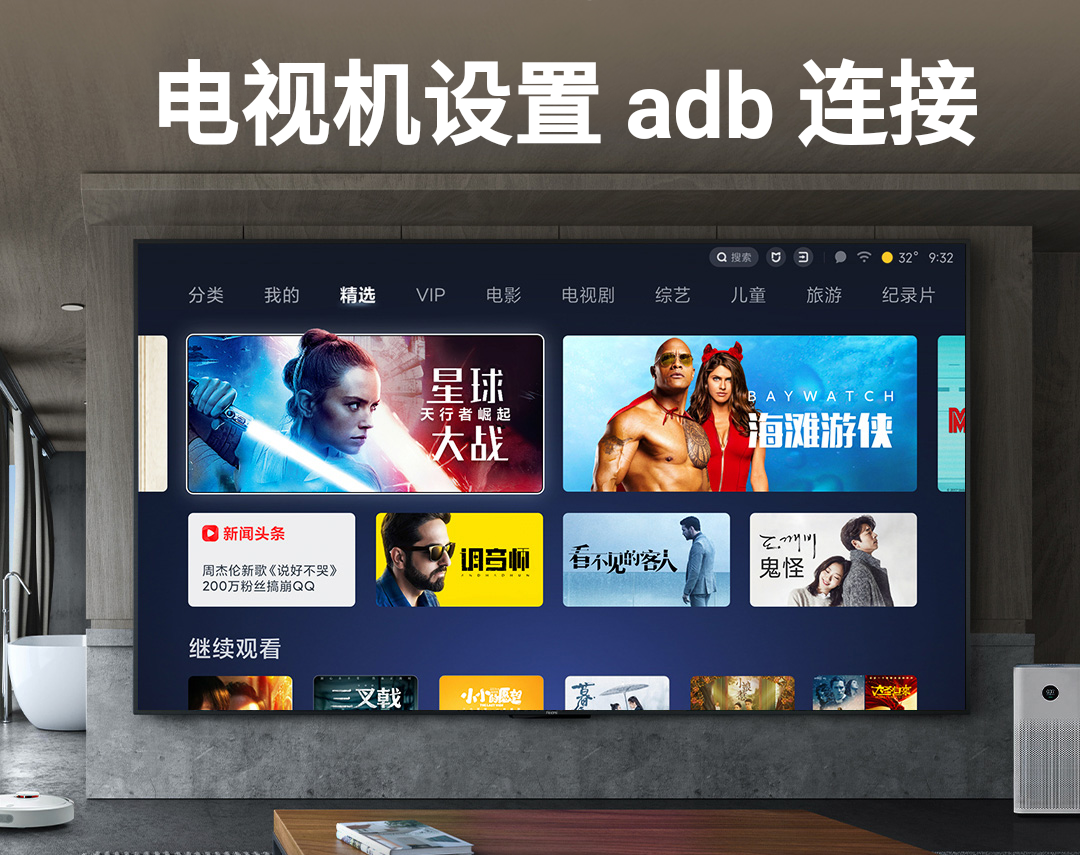 电视机设置 adb 连接
搜索
32° 9:32
分类 我的 精选 VIP 电影 电视剧 综艺 儿童 旅游 纪录片
星球
天行者崛起
大战
BAYWATCH
海滩游侠
M
新闻头条
周杰伦新歌《说好不哭》
200万粉丝搞崩QQ
调音师
ANDHADHUN
看不见的客人
도깨비
鬼怪
继续观看
三叉戟
小小的愿望